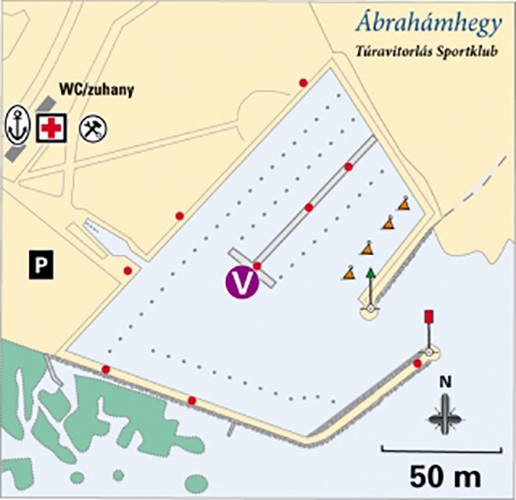 Ábrahámhegy
Túravitorlás Sportklub
WC/zuhany
P
V
N
50 m